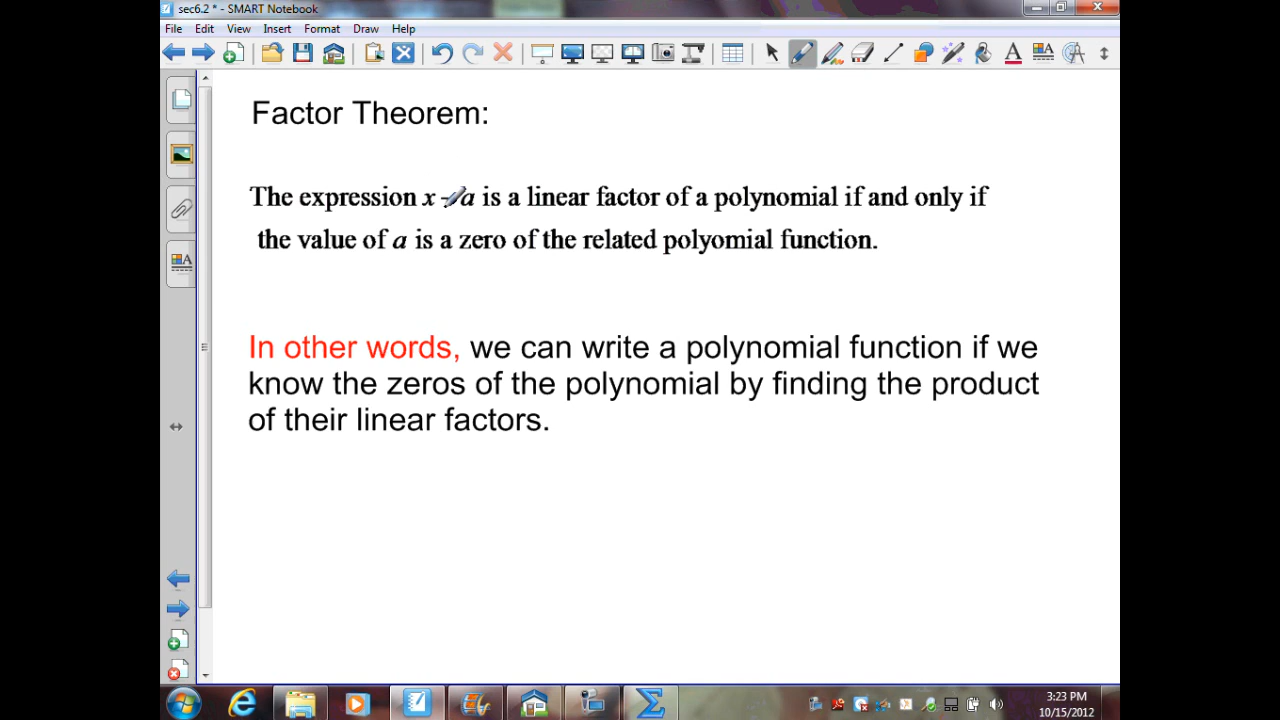 sec6.2 * - SMART Notebook
File Edit View Insert Format Draw Help
Factor Theorem:
The expression x - a is a linear factor of a polynomial if and only if
the value of a is a zero of the related polyomial function.
In other words, we can write a polynomial function if we
know the zeros of the polynomial by finding the product
of their linear factors.
3:23 PM
10/15/2012